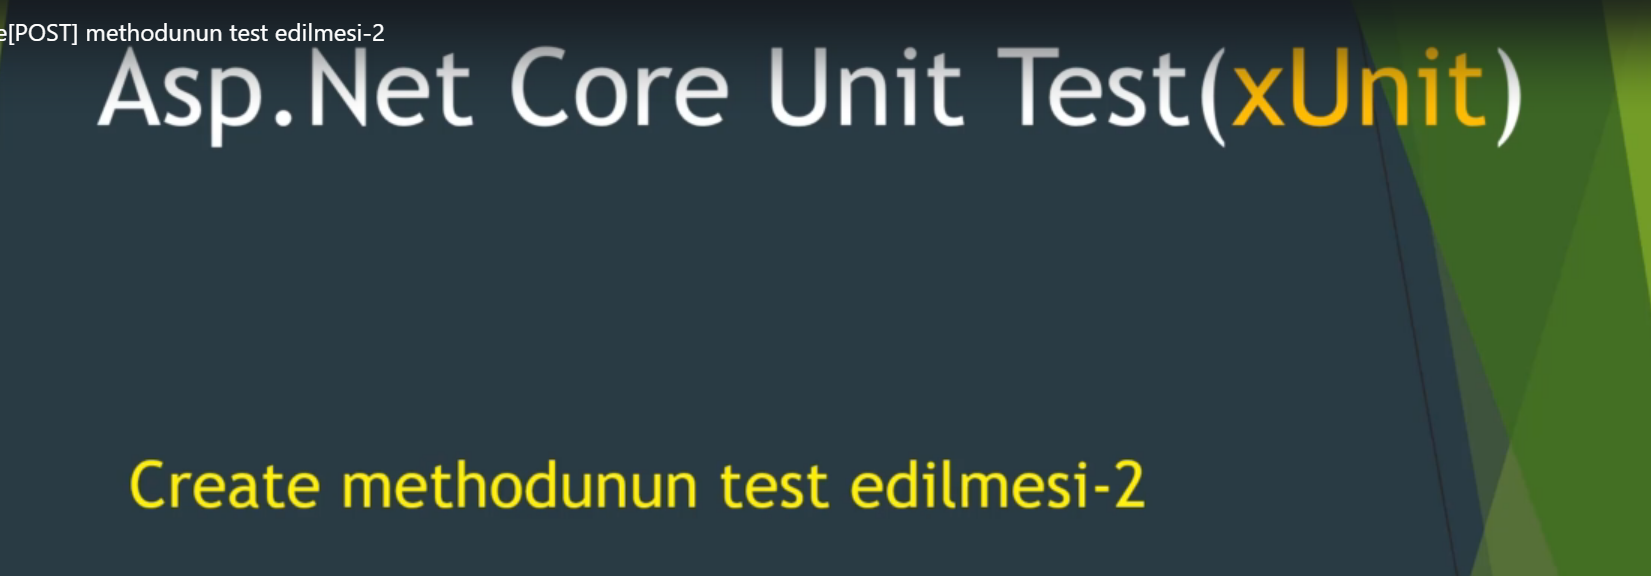 [POST] methodunun test edilmesi-2
Asp.Net Core Unit Test(xUnit)
Create methodunun test edilmesi-2